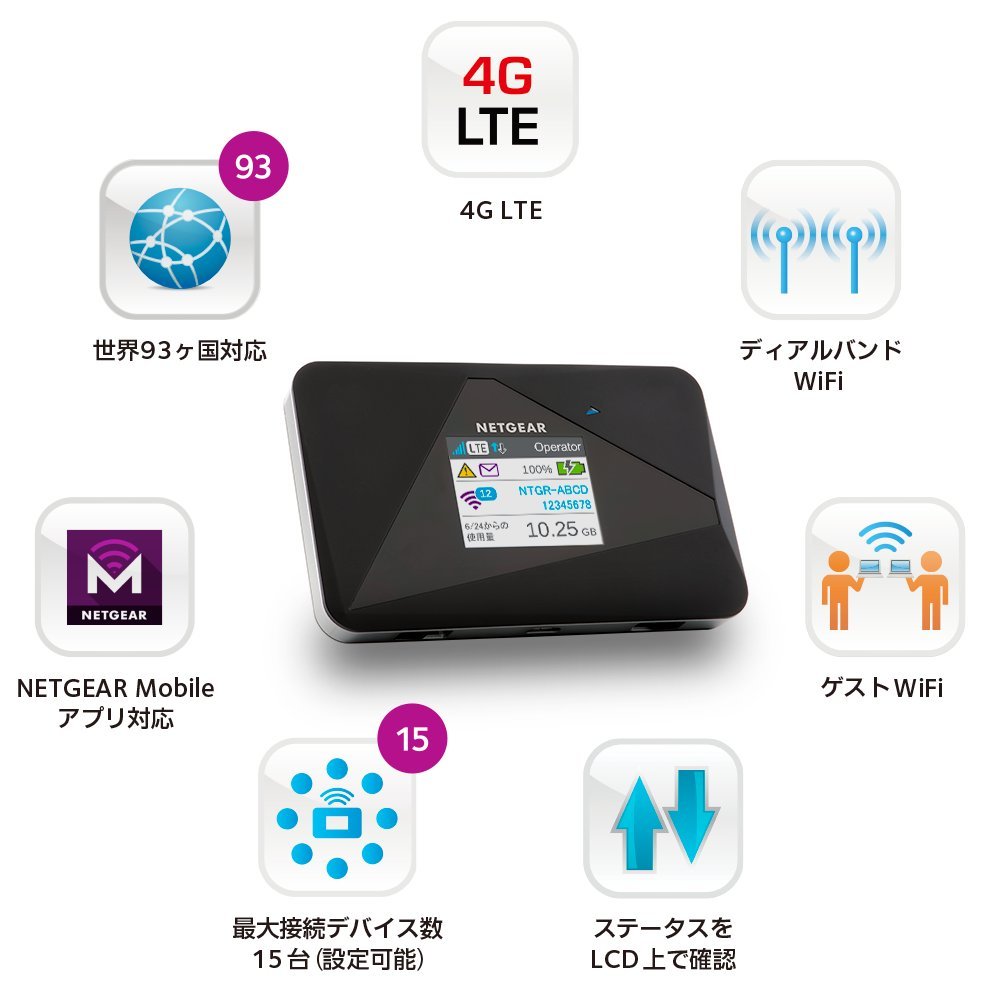 4G
LTE
4G LTE
93
世界93ヶ国対応
ディアルバンド
WiFi
NETGEAR
LTE
Operator
100%
12
NTGR-ABCD
12345678
6/24からの
使用量
10.25 GB
M
NETGEAR
NETGEAR Mobile
アプリ対応
ゲストWiFi
15
最大接続デバイス数
15台(設定可能)
ステータスを
LCD上で確認